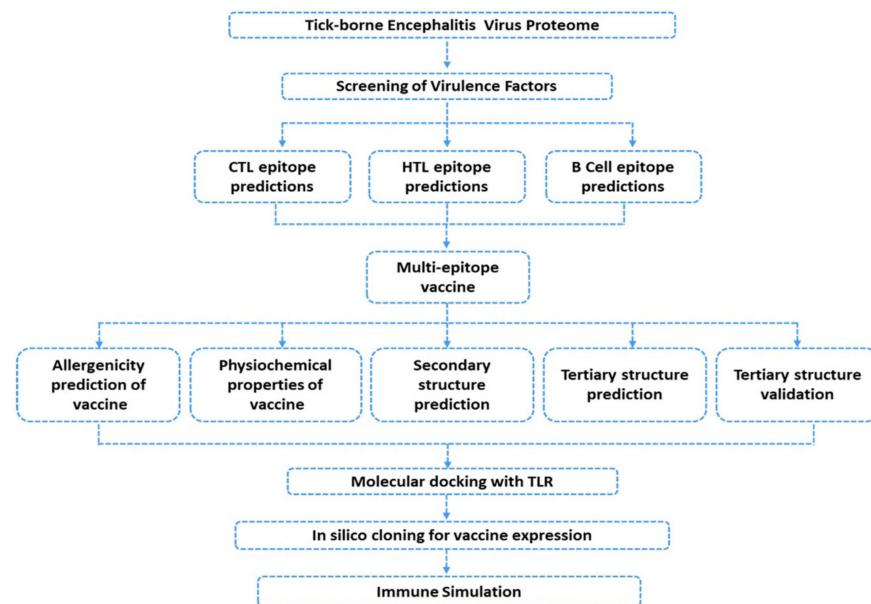 Tick-borne Encephalitis Virus Proteome
Screening of Virulence Factors
CTL epitope
predictions
HTL epitope
predictions
B Cell epitope
predictions
Multi-epitope
vaccine
Allergenicity
prediction of
vaccine
Physiochemical
properties of
vaccine
Secondary
structure
prediction
Tertiary structure
prediction
Tertiary structure
validation
Molecular docking with TLR
In silico cloning for vaccine expression
Immune Simulation